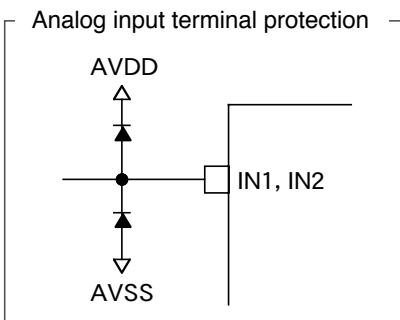 Analog input terminal protection
AVDD
IN1, IN2
AVSS